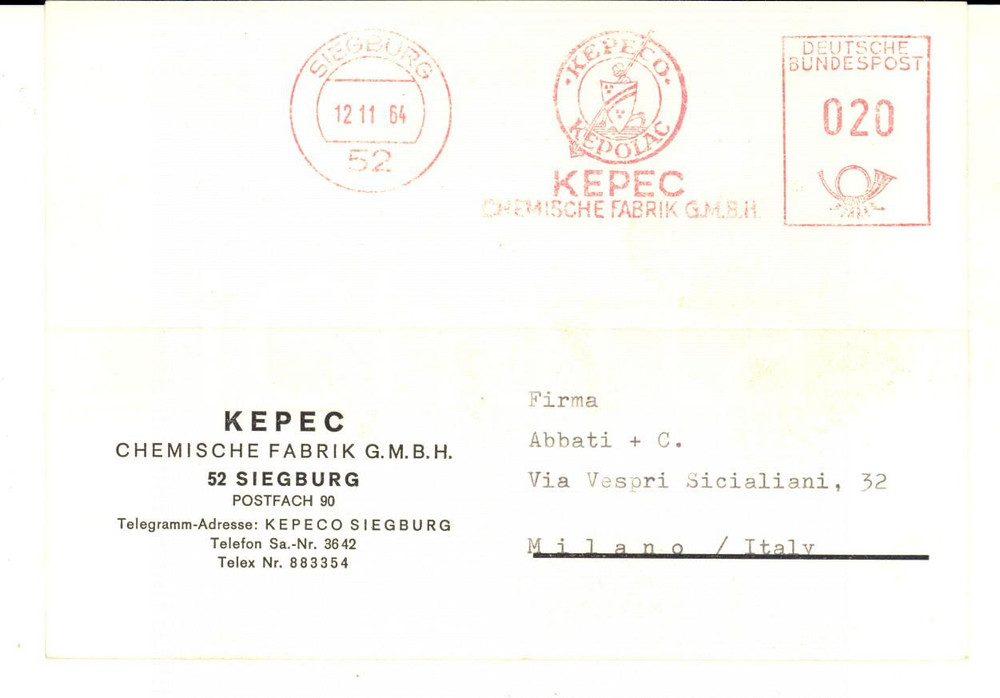 SIEGBURG
12 11 64
52
KEPECO
KEPOLAC
KEPEC
CHEMISCHE FABRIK G.M.B.H.
DEUTSCHE
BUNDESPOST
020
KEPEC
CHEMISCHE FABRIK G.M.B.H.
52 SIEGBURG
POSTFACH 90
Telegramm-Adresse: KEPECO SIEGBURG
Telefon Sa.-Nr. 3642
Telex Nr. 883354
Firma
Abbati + C.
Via Vespri Sicialiani, 32
Milano / Italy